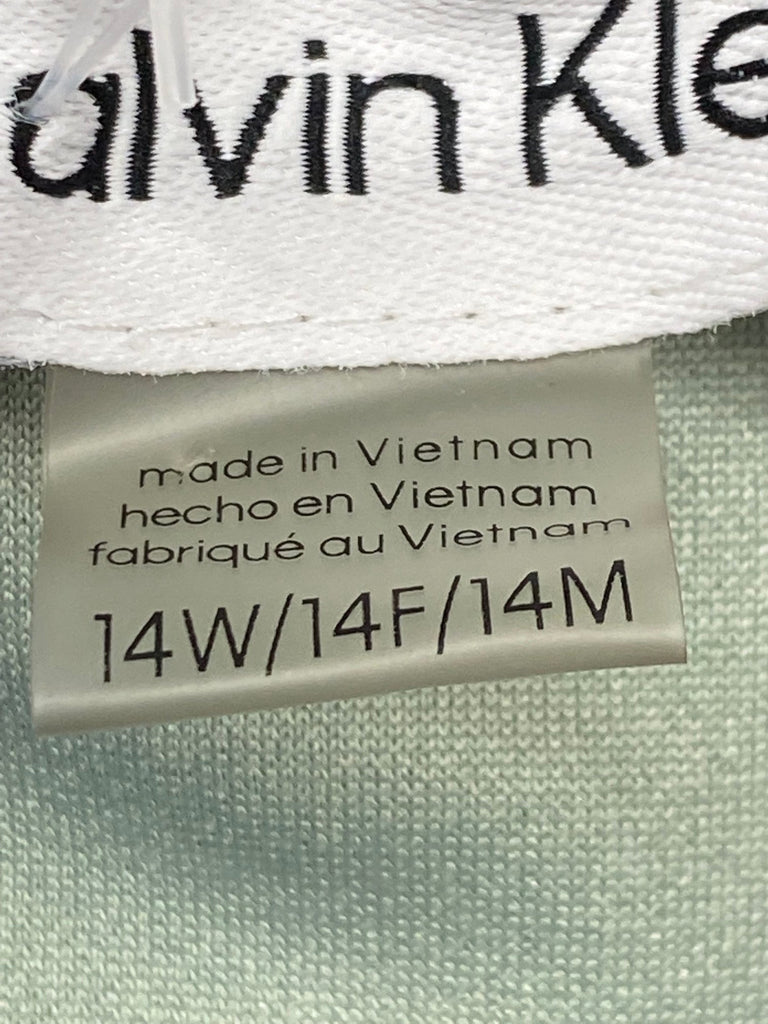 alvin Kle
made in Vietnam
hecho en Vietnam
fabriqué au Vietnam
14W/14F/14M